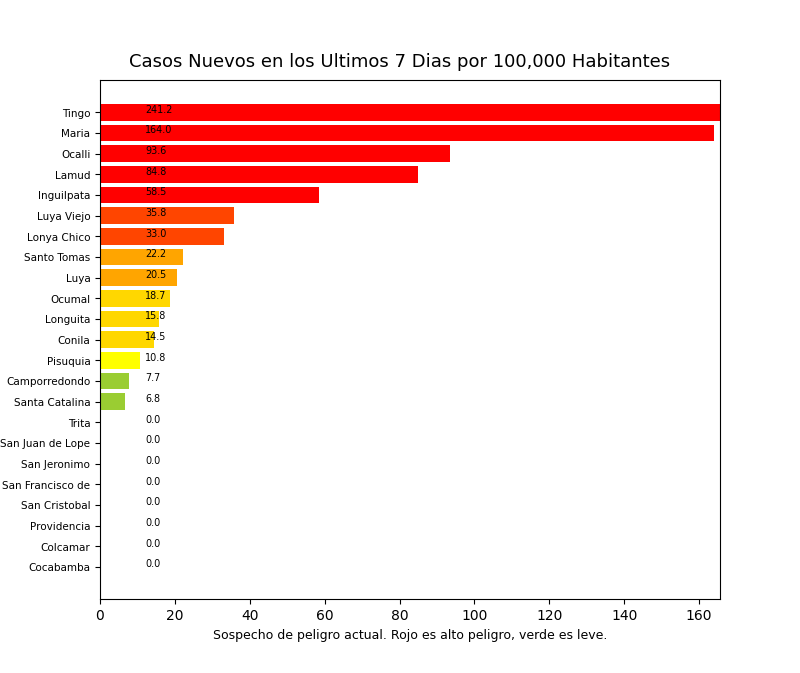 Casos Nuevos en los Ultimos 7 Dias por 100,000 Habitantes
Tingo 241.2
Maria 164.0
Ocalli 93.6
Lamud 84.8
Inguilpata 58.5
Luya Viejo 35.8
Lonya Chico 33.0
Santo Tomas 22.2
Luya 20.5
Ocumal 18.7
Longuita 15.8
Conila 14.5
Pisuquia 10.8
Camporredondo 7.7
Santa Catalina 6.8
Trita 0.0
San Juan de Lope 0.0
San Jeronimo 0.0
San Francisco de 0.0
San Cristobal 0.0
Providencia 0.0
Colcamar 0.0
Cocabamba 0.0
0 20 40 60 80 100 120 140 160
Sospecho de peligro actual. Rojo es alto peligro, verde es leve.